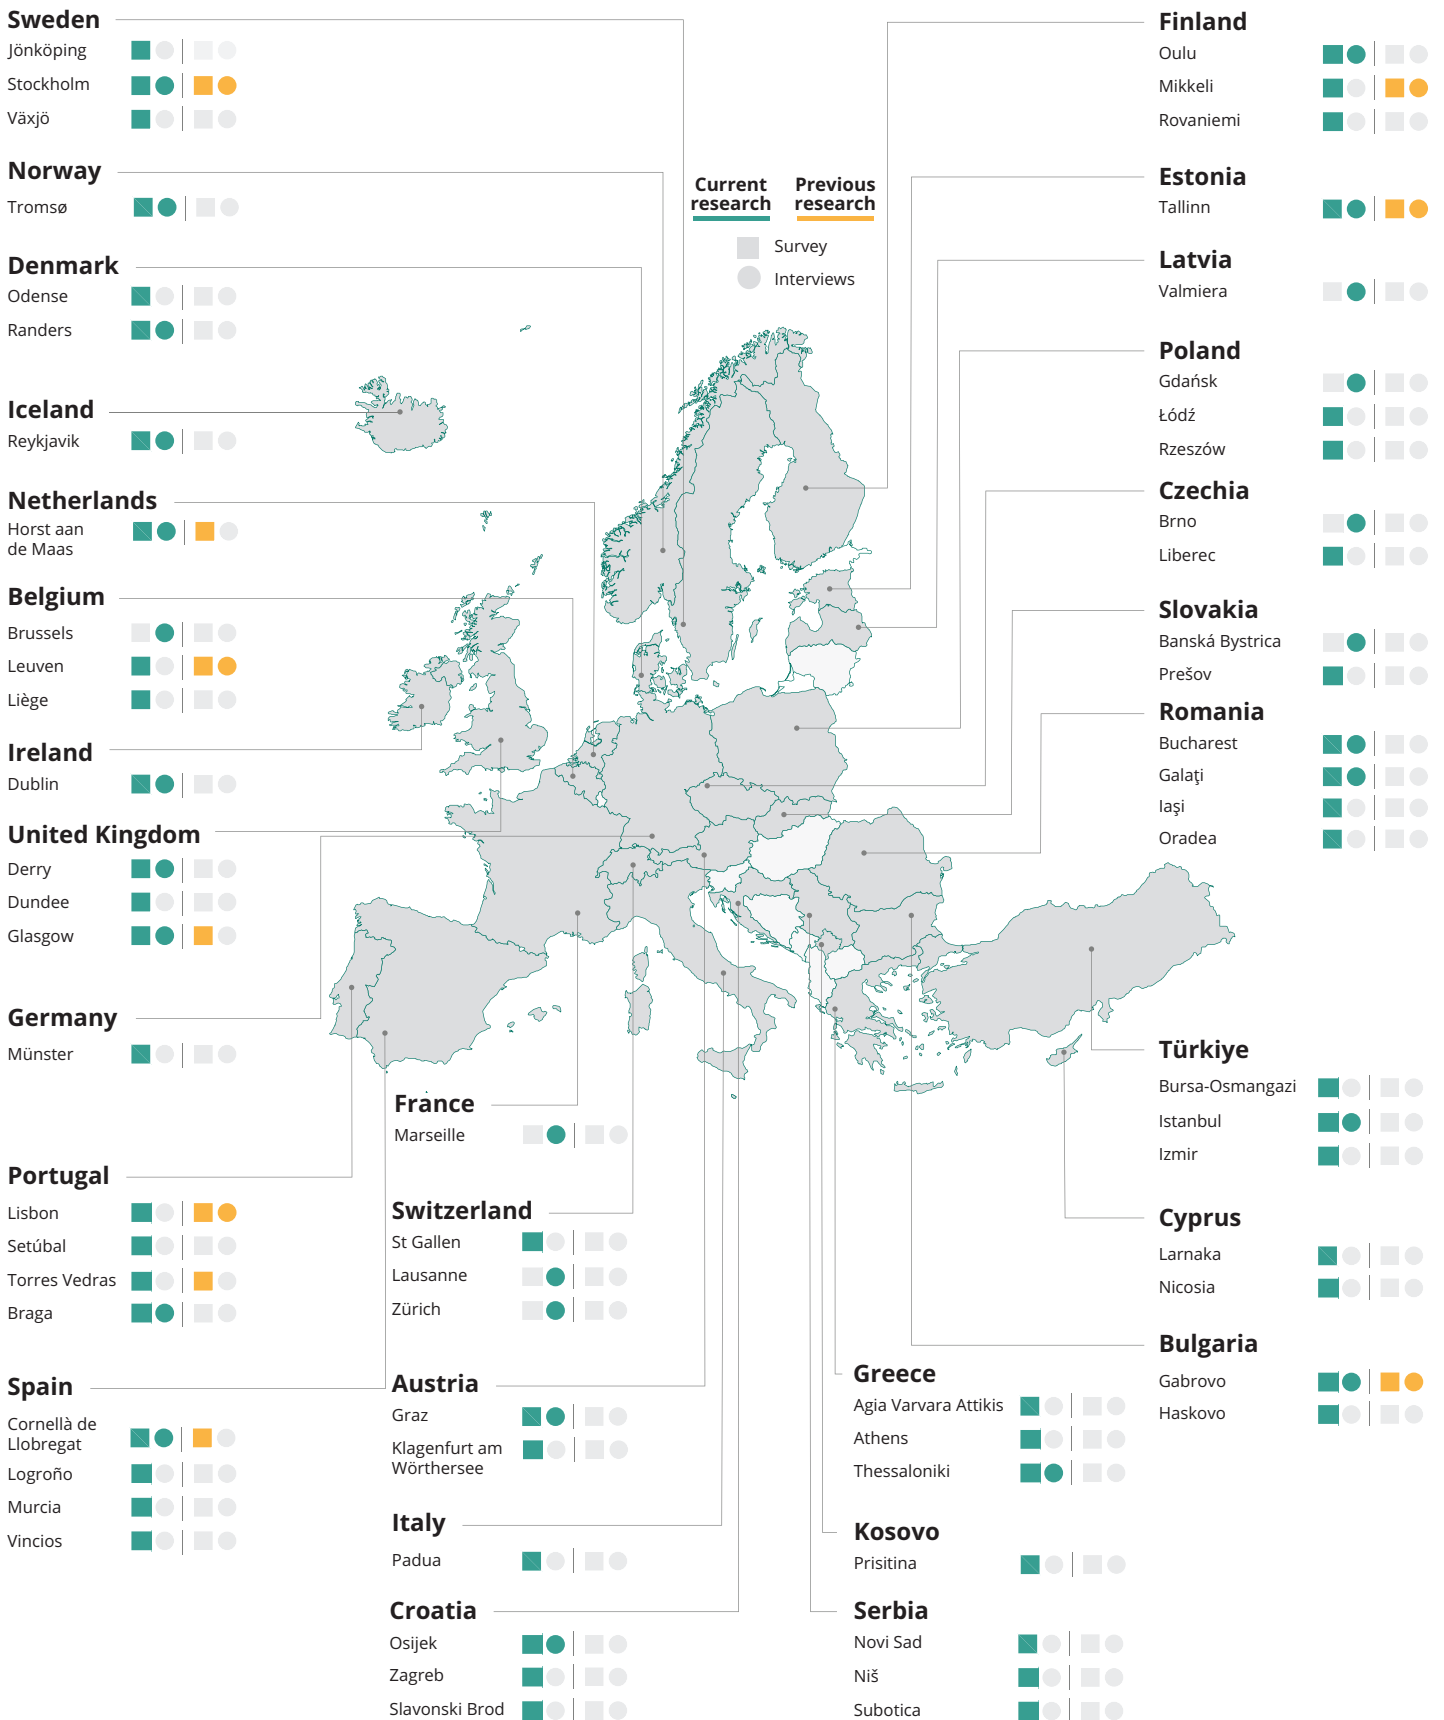 Sweden
Jönköping
Stockholm
Växjö
Norway
Tromsø
Denmark
Odense
Randers
Iceland
Reykjavik
Netherlands
Horst aan
de Maas
Belgium
Brussels
Leuven
Liège
Ireland
Dublin
United Kingdom
Derry
Dundee
Glasgow
Germany
Münster
Portugal
Lisbon
Setúbal
Torres Vedras
Braga
Spain
Cornellà de
Llobregat
Logroño
Murcia
Vincios
Current
research
Previous
research
Survey
Interviews
France
Marseille
Switzerland
St Gallen
Lausanne
Zürich
Austria
Graz
Klagenfurt am
Wörthersee
Italy
Padua
Croatia
Osijek
Zagreb
Slavonski Brod
Greece
Agia Varvara Attikis
Athens
Thessaloniki
Kosovo
Prisitina
Serbia
Novi Sad
Niš
Subotica
Finland
Oulu
Mikkeli
Rovaniemi
Estonia
Tallinn
Latvia
Valmiera
Poland
Gdańsk
Łódź
Rzeszów
Czechia
Brno
Liberec
Slovakia
Banská Bystrica
Prešov
Romania
Bucharest
Galaţi
Iaşi
Oradea
Türkiye
Bursa-Osmangazi
Istanbul
Izmir
Cyprus
Larnaka
Nicosia
Bulgaria
Gabrovo
Haskovo